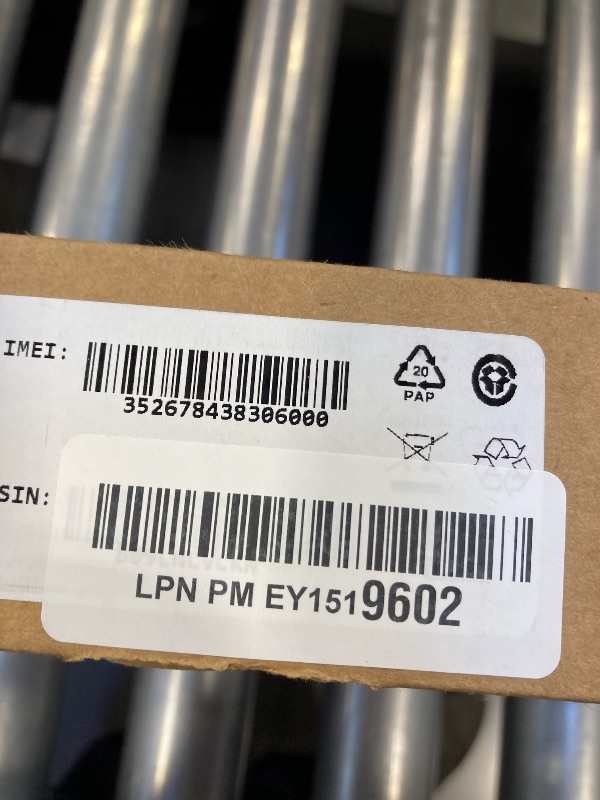 IMEI:
352678438306000
20
PAP
SIN:
LPN PM EY1519602